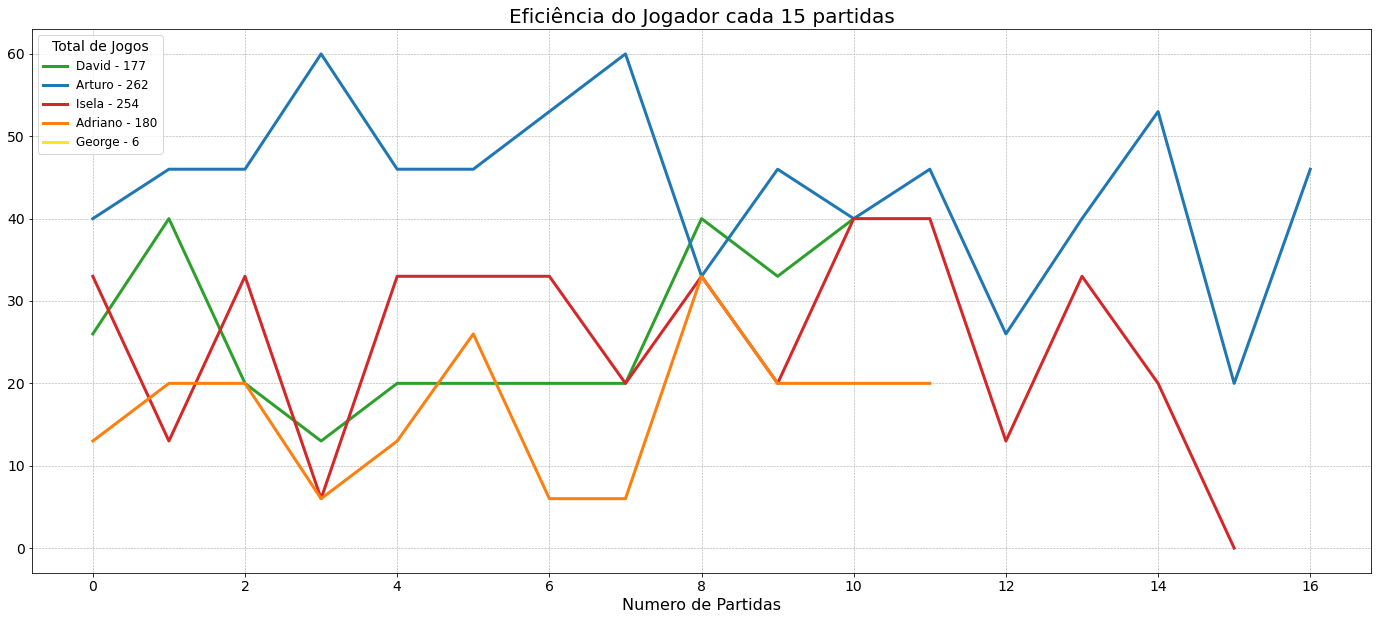 Eficiência do Jogador cada 15 partidas
Total de Jogos
David - 177
Arturo - 262
Isela - 254
Adriano - 180
George - 6
60
50
40
30
20
10
0
0 2 4 6 8 10 12 14 16
Numero de Partidas